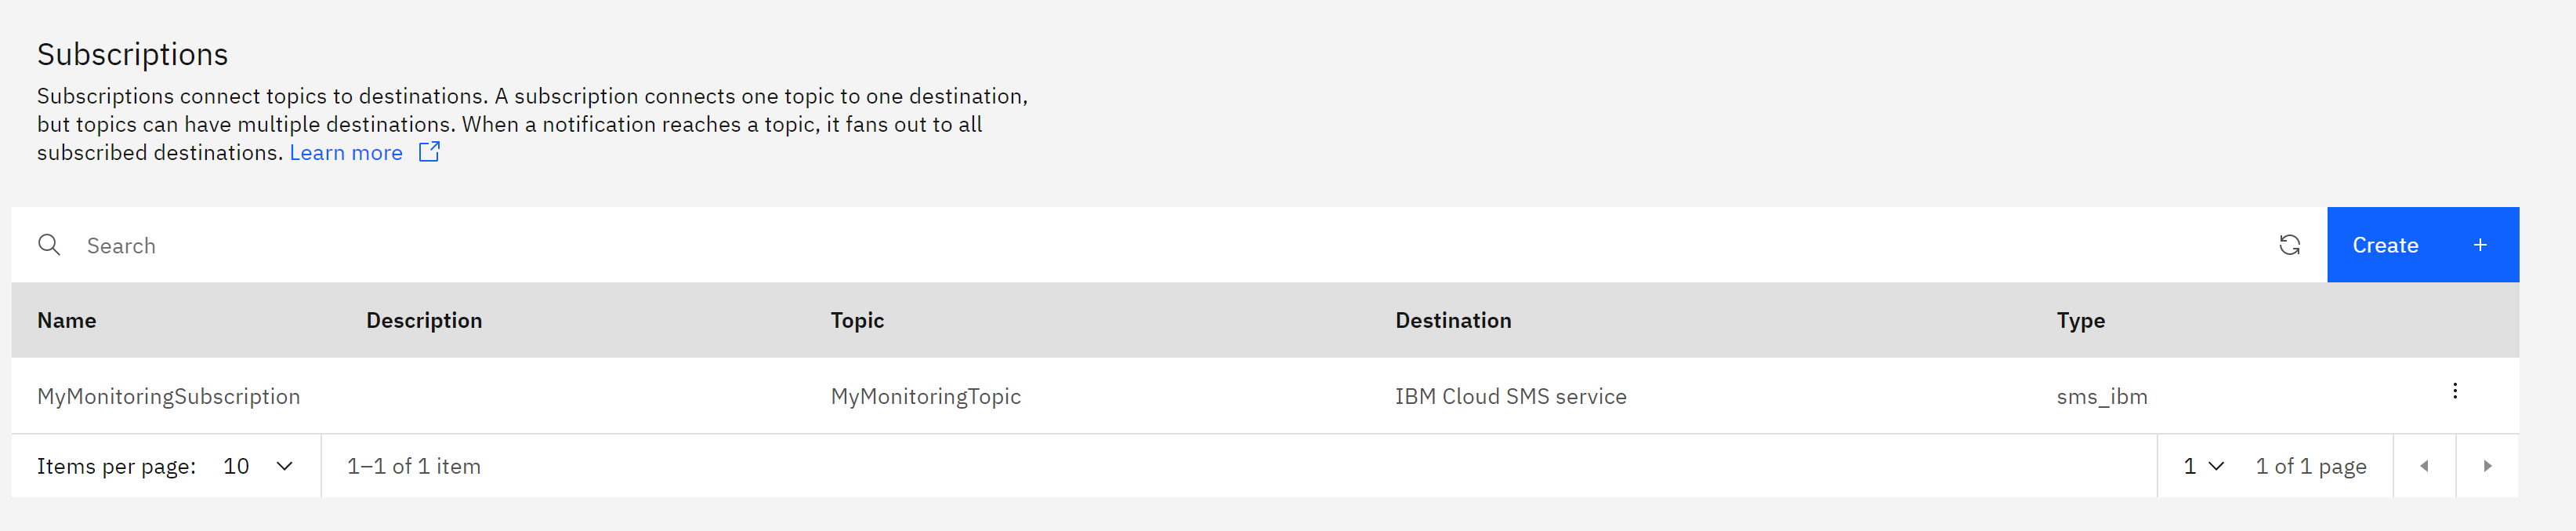 Subscriptions
Subscriptions connect topics to destinations. A subscription connects one topic to one destination,
but topics can have multiple destinations. When a notification reaches a topic, it fans out to all
subscribed destinations. Learn more
Search
Create +
Name Description Topic Destination Type
MyMonitoringSubscription MyMonitoringTopic IBM Cloud SMS service sms_ibm
Items per page: 10 1–1 of 1 item 1 1 of 1 page